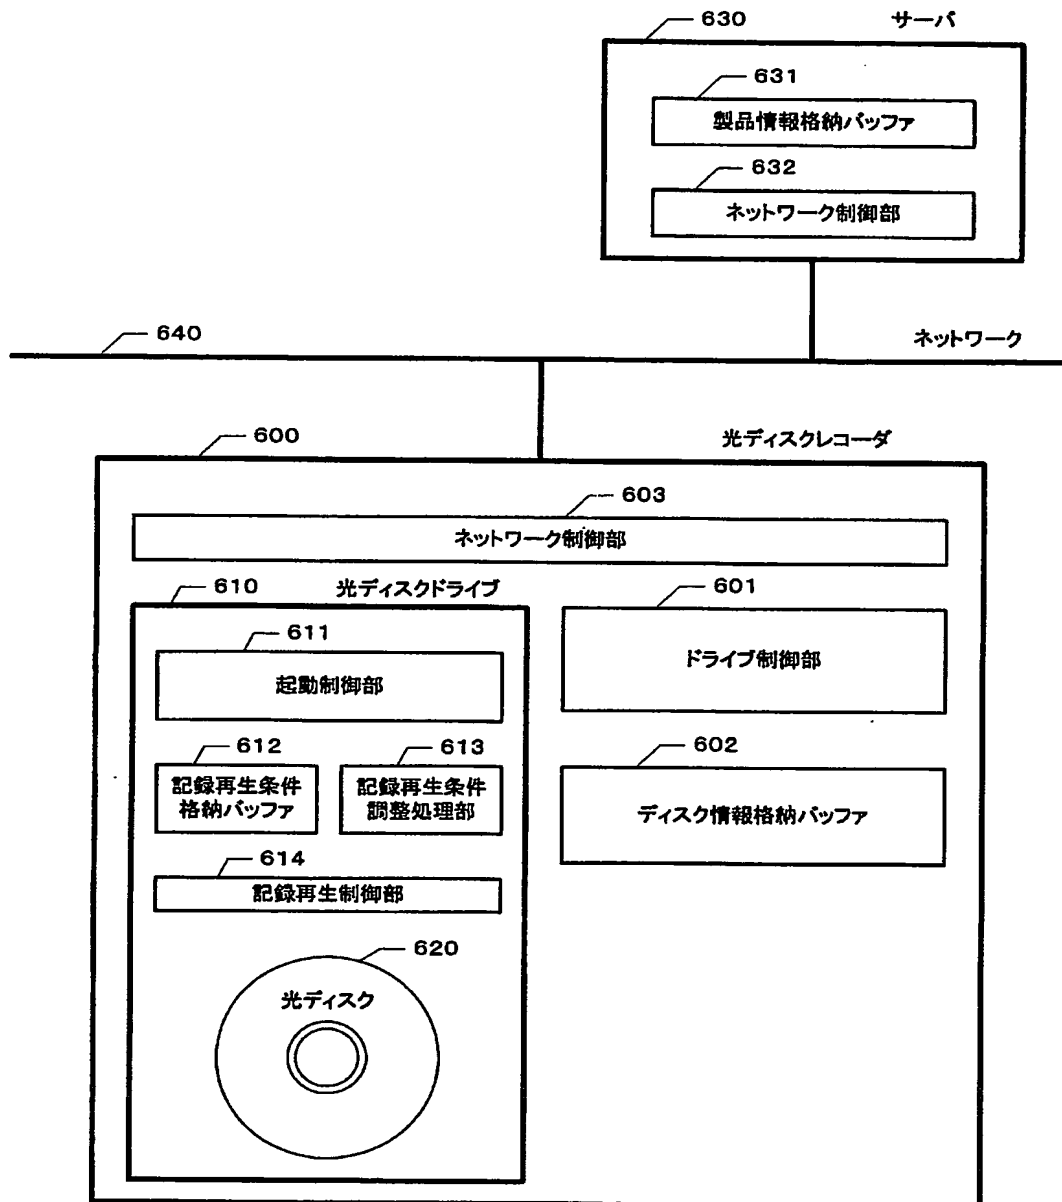 630 サーバ
631
製品情報格納バッファ
632
ネットワーク制御部
640
ネットワーク
600 光ディスクレコーダ
603
ネットワーク制御部
610 光ディスクドライブ
611
起動制御部
612
記録再生条件
格納バッファ
613
記録再生条件
調整処理部
614
記録再生制御部
620
光ディスク
601
ドライブ制御部
602
ディスク情報格納バッファ